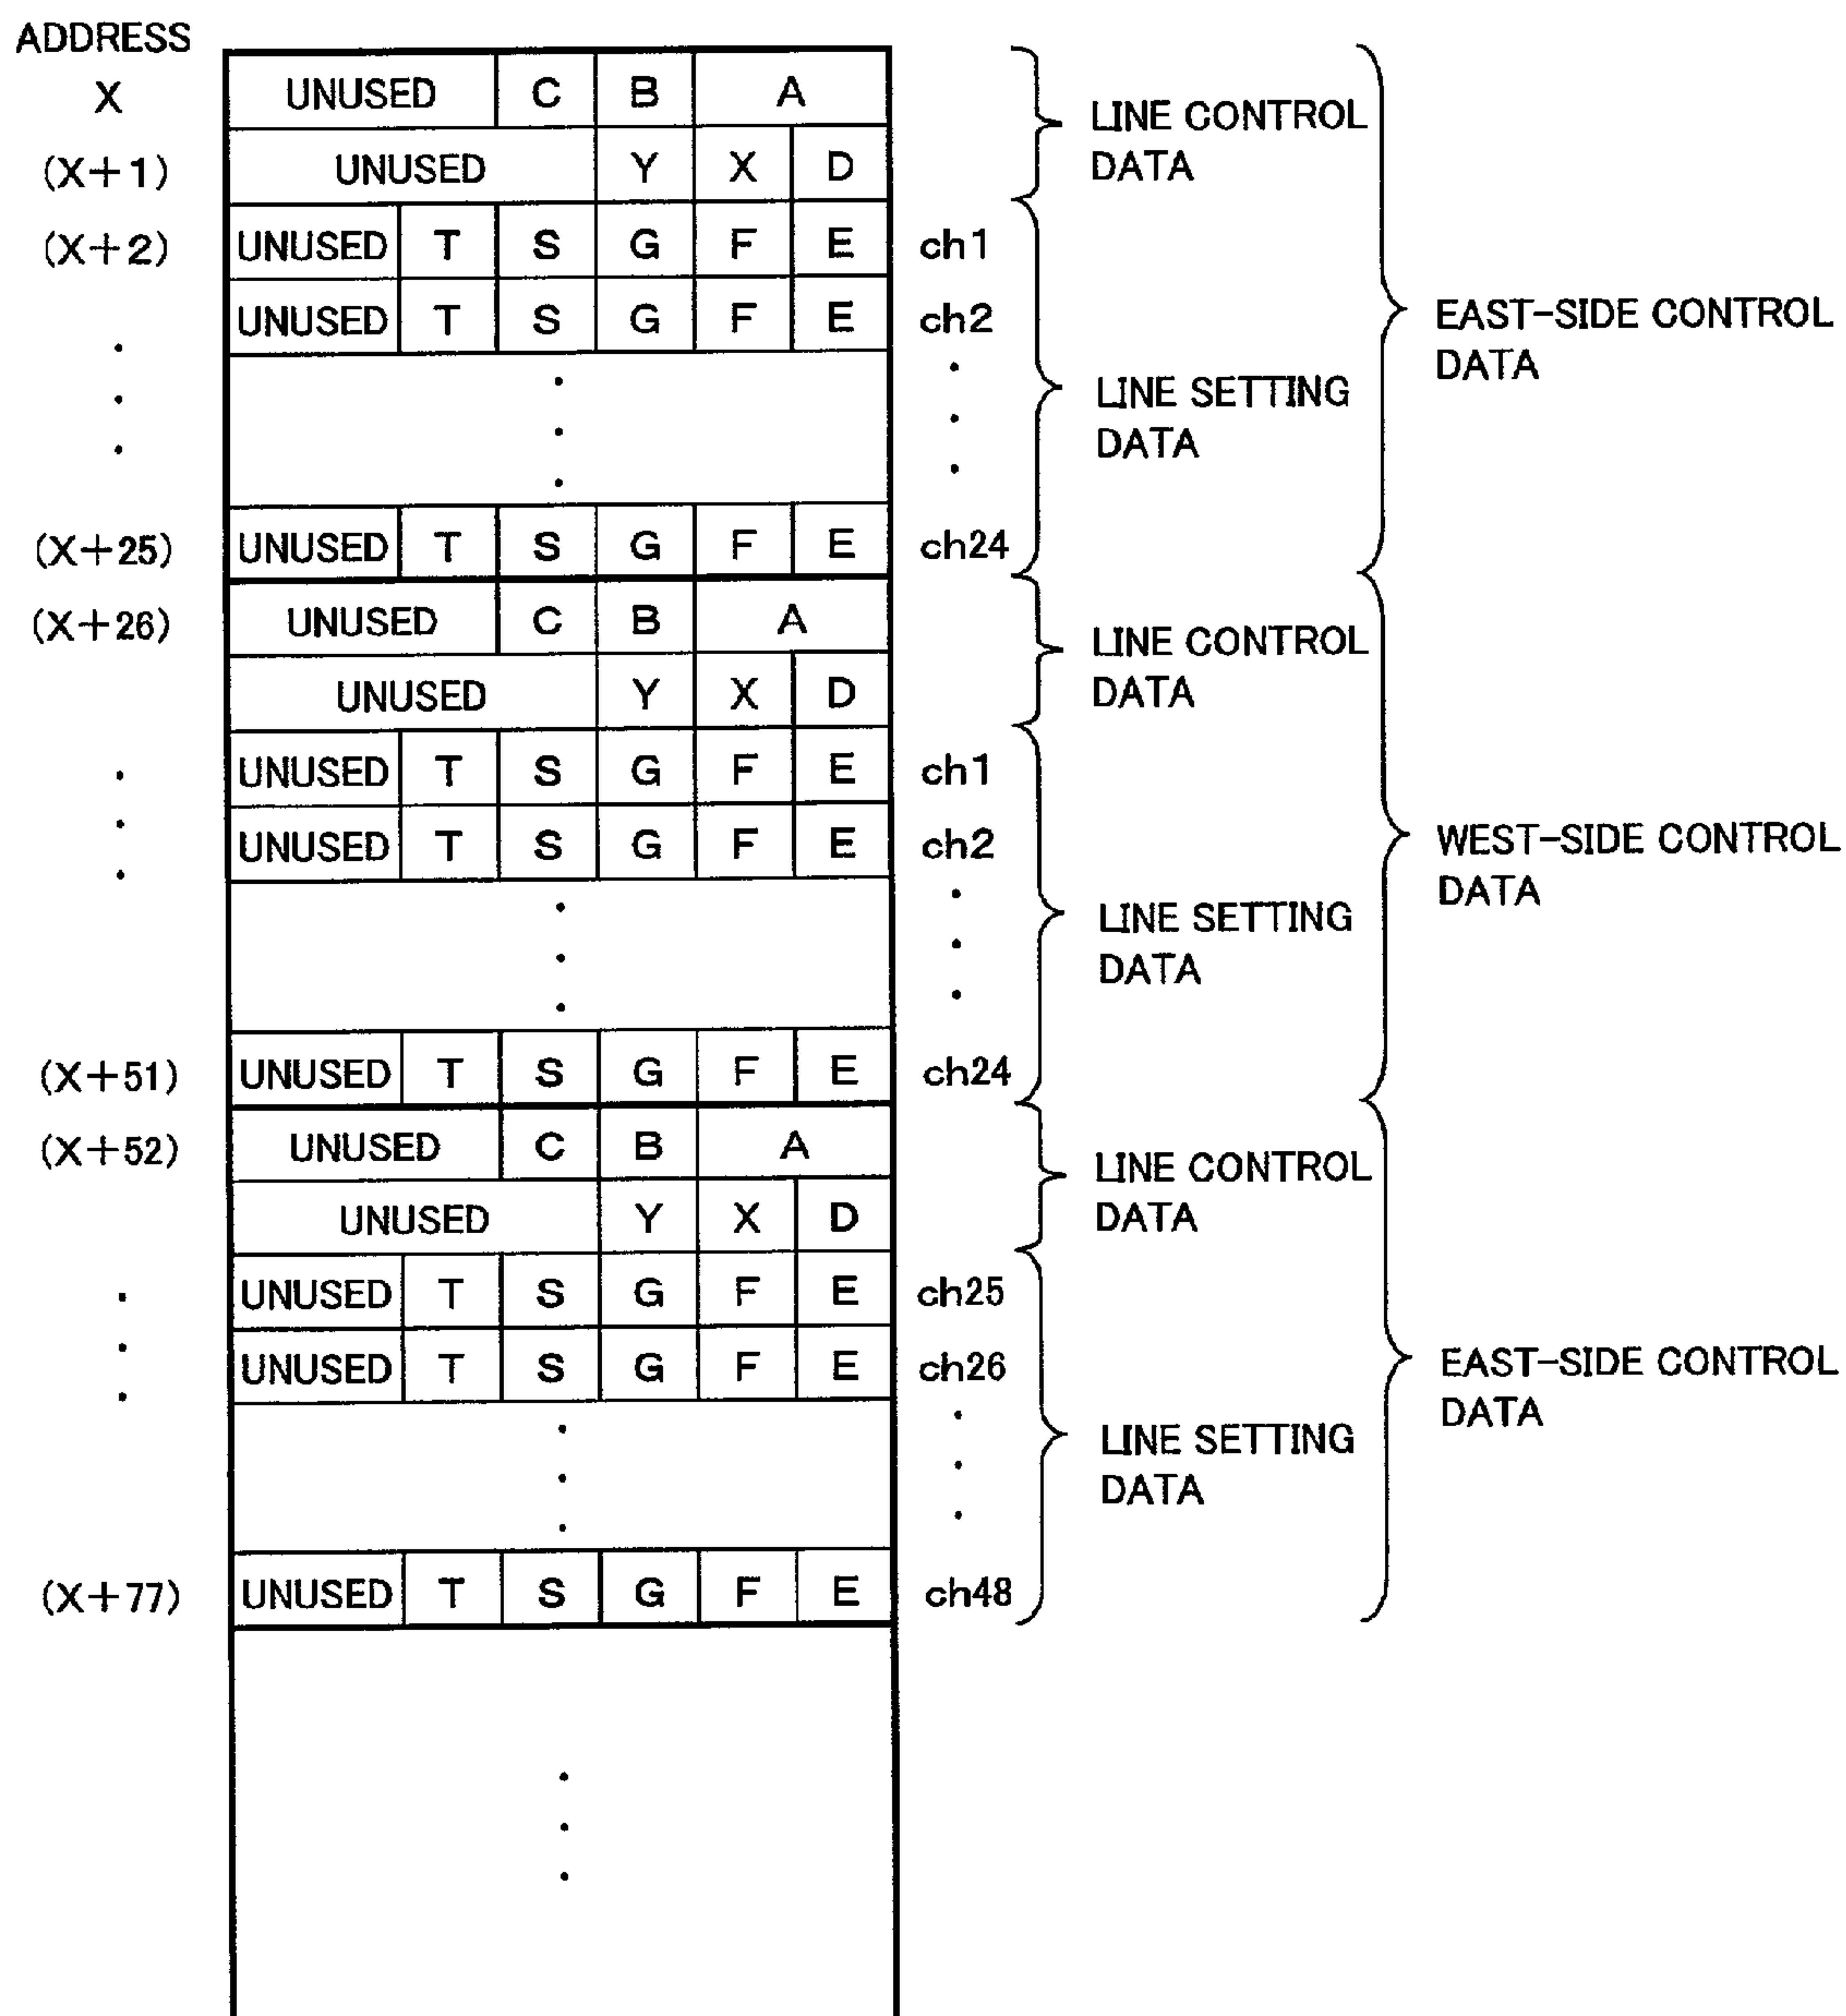 ADDRESS
X UNUSED C B A
(X+1) UNUSED Y X D
LINE CONTROL
DATA
(X+2) UNUSED T S G F E ch1
UNUSED T S G F E ch2
EAST-SIDE CONTROL
DATA
LINE SETTING
DATA
(X+25) UNUSED T S G F E ch24
(X+26) UNUSED C B A
UNUSED Y X D
LINE CONTROL
DATA
UNUSED T S G F E ch1
UNUSED T S G F E ch2
WEST-SIDE CONTROL
DATA
LINE SETTING
DATA
(X+51) UNUSED T S G F E ch24
(X+52) UNUSED C B A
UNUSED Y X D
LINE CONTROL
DATA
UNUSED T S G F E ch25
UNUSED T S G F E ch26
EAST-SIDE CONTROL
DATA
LINE SETTING
DATA
(X+77) UNUSED T S G F E ch48